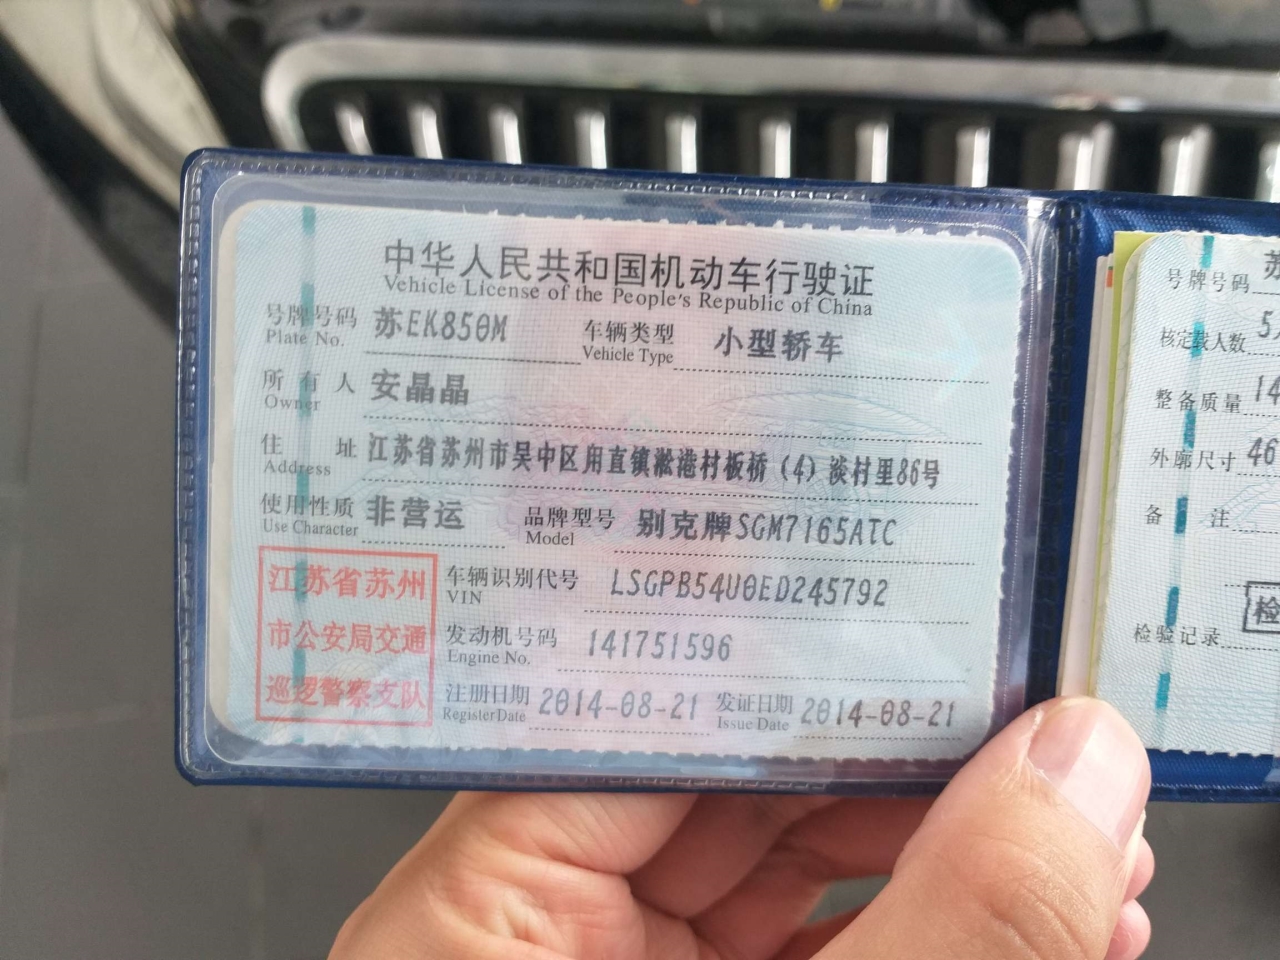 中华人民共和国机动车行驶证
Vehicle License of the People's Republic of China
号牌号码 苏EK850M 车辆类型 小型轿车
Plate No. Vehicle Type
所有人 安晶晶
Owner
住址 江苏省苏州市吴中区甪直镇淞港村板桥(4)淡村里86号
Address
使用性质 非营运 品牌型号 别克牌SGM7165ATC
Use Character Model
江苏省苏州
市公安局交通
巡逻警察支队
车辆识别代号 LSGPB54U0ED245792
VIN
发动机号码 141751596
Engine No.
注册日期 2014-08-21 发证日期 2014-08-21
Register Date Issue Date
号牌号码 苏
核定载人数 5
整备质量 14
外廓尺寸 46
备注
检
检验记录